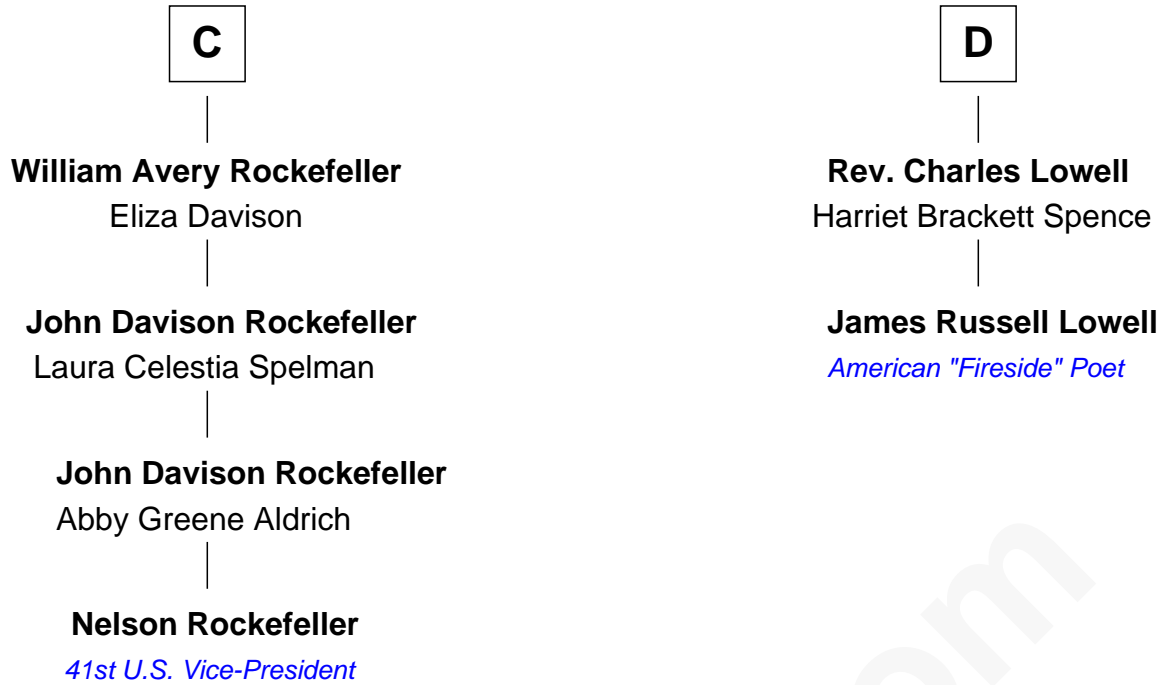 C
William Avery Rockefeller
Eliza Davison
John Davison Rockefeller
Laura Celestia Spelman
John Davison Rockefeller
Abby Greene Aldrich
Nelson Rockefeller
41st U.S. Vice-President
D
Rev. Charles Lowell
Harriet Brackett Spence
James Russell Lowell
American "Fireside" Poet
om